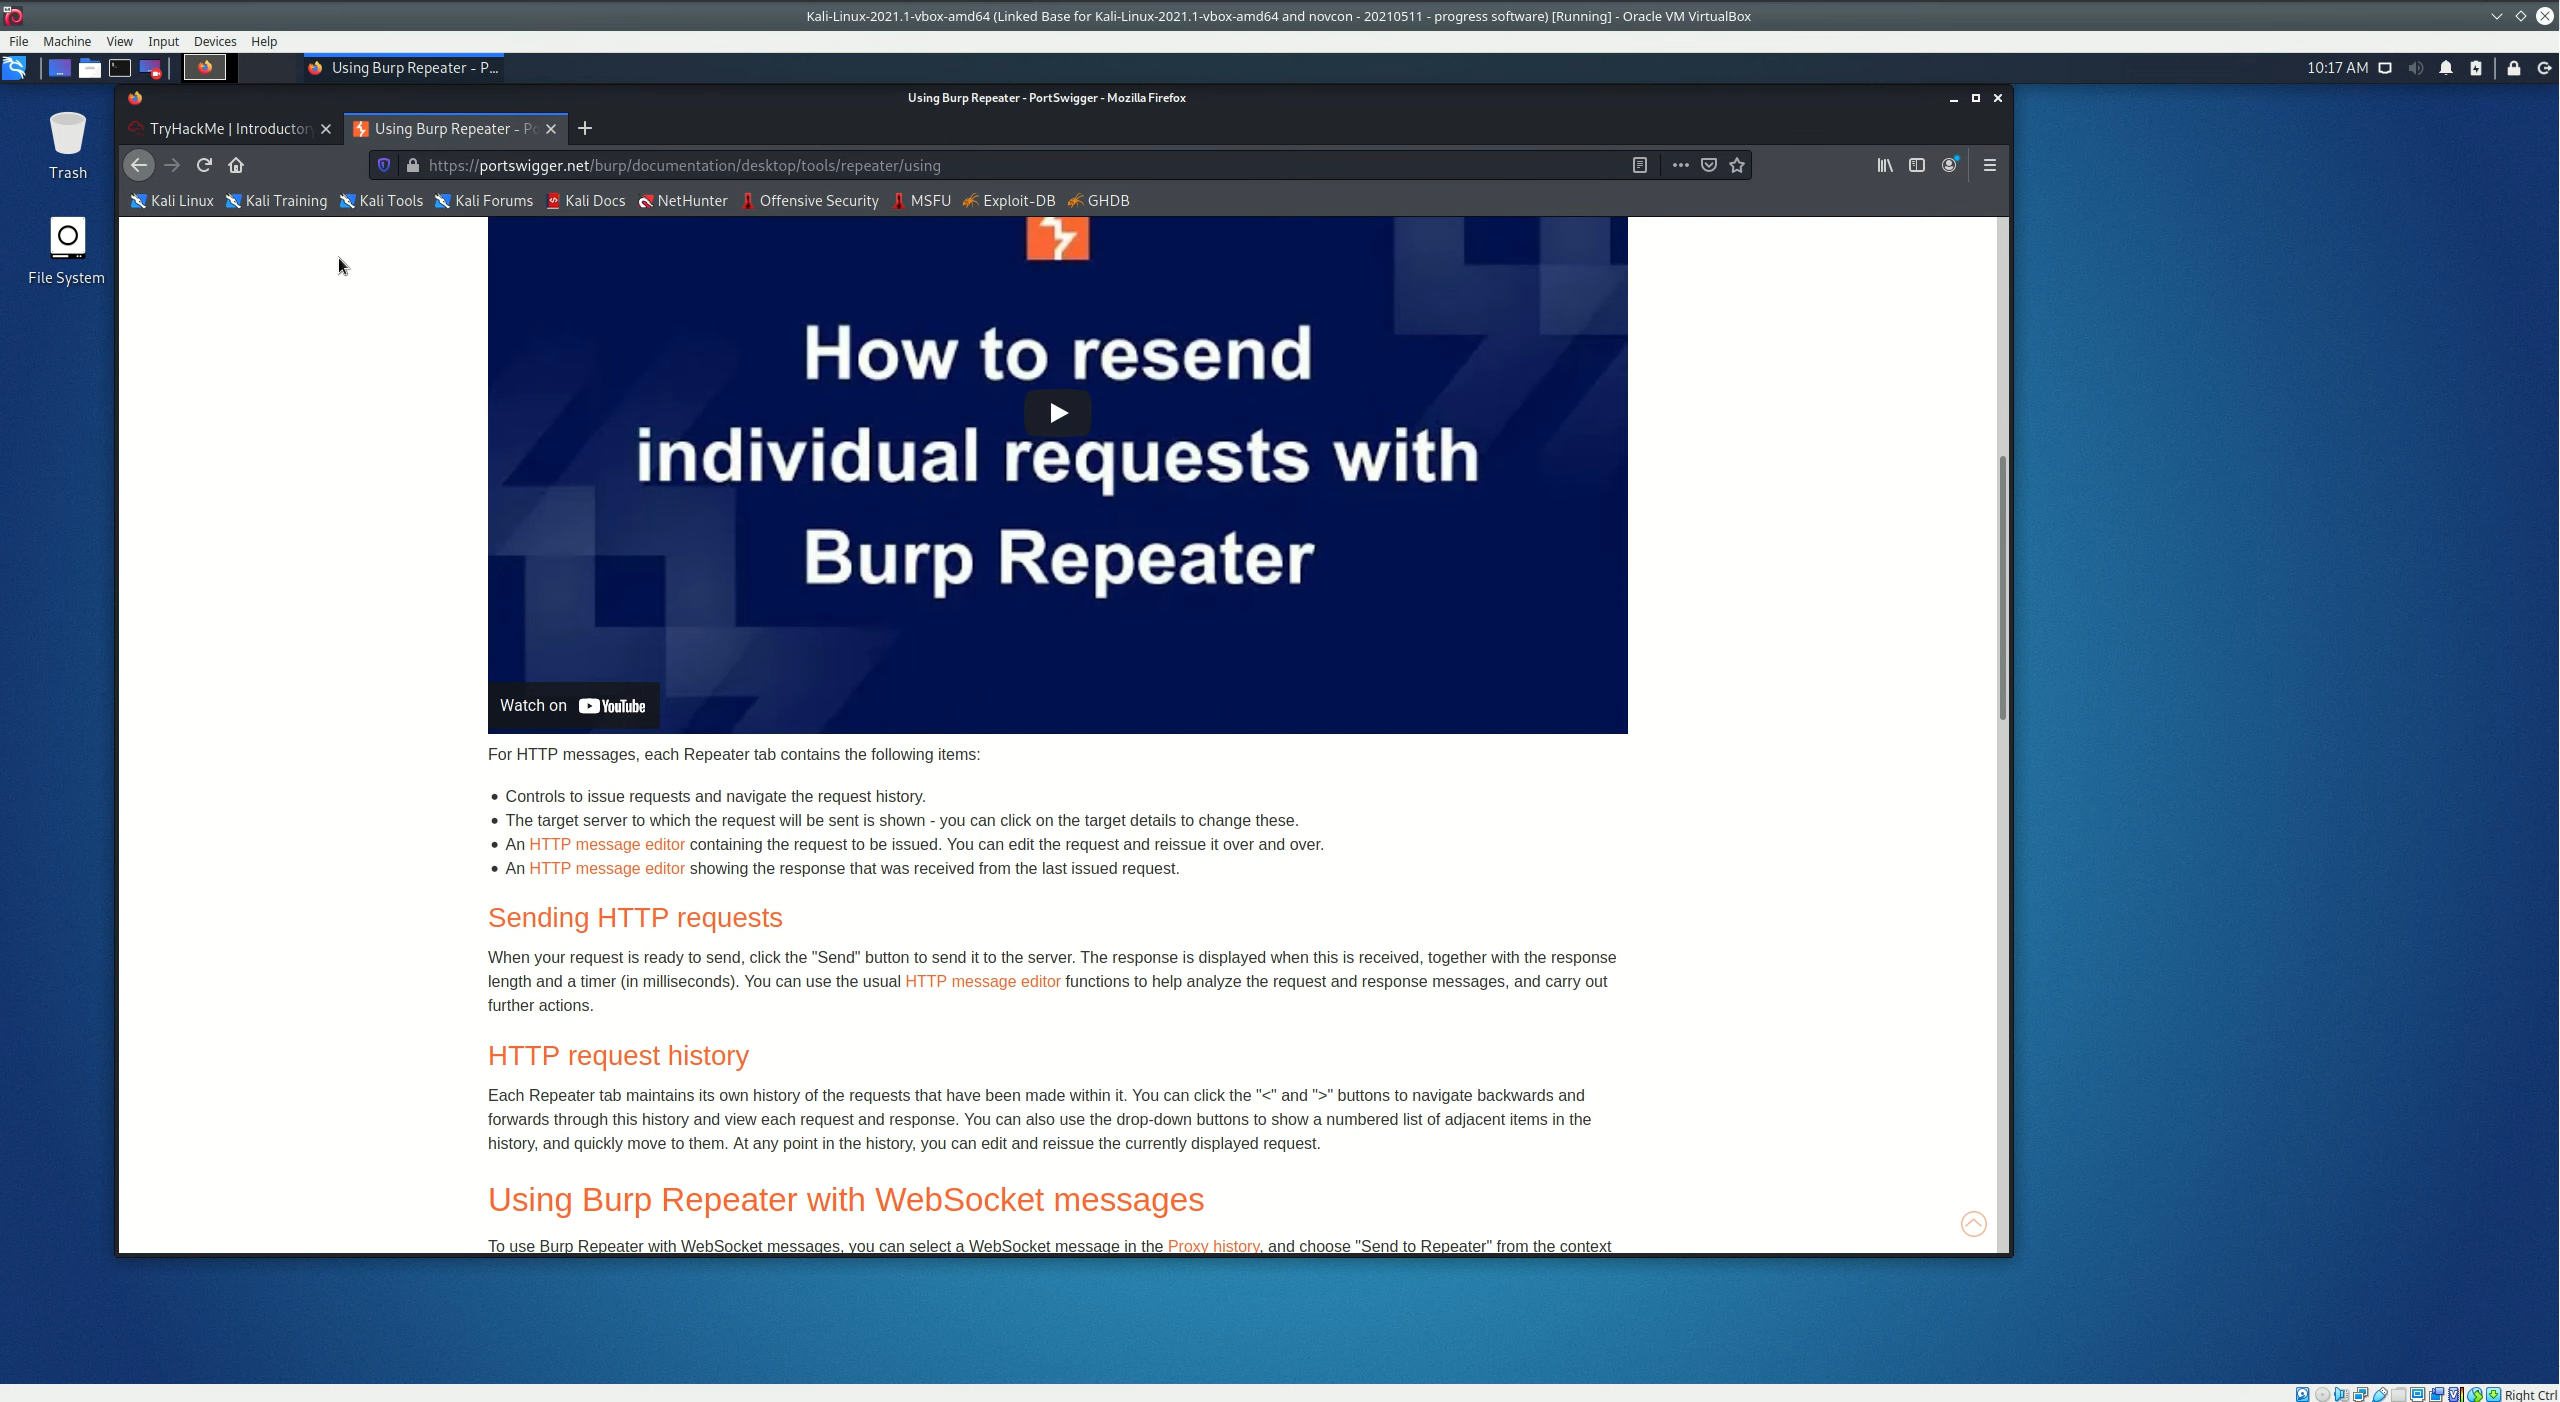 Kali-Linux-2021.1-vbox-amd64 (Linked Base for Kali-Linux-2021.1-vbox-amd64 and novcon - 20210511 - progress software) [Running] - Oracle VM VirtualBox
File Machine View Input Devices Help
Using Burp Repeater - P...
10:17 AM
Trash
File System
Using Burp Repeater - PortSwigger - Mozilla Firefox
TryHackMe | Introductor
Using Burp Repeater - Po
https://portswigger.net/burp/documentation/desktop/tools/repeater/using
Kali Linux Kali Training Kali Tools Kali Forums Kali Docs NetHunter Offensive Security MSFU Exploit-DB GHDB
How to resend
individual requests with
Burp Repeater
Watch on YouTube
For HTTP messages, each Repeater tab contains the following items:
Controls to issue requests and navigate the request history.
The target server to which the request will be sent is shown - you can click on the target details to change these.
An HTTP message editor containing the request to be issued. You can edit the request and reissue it over and over.
An HTTP message editor showing the response that was received from the last issued request.
Sending HTTP requests
When your request is ready to send, click the "Send" button to send it to the server. The response is displayed when this is received, together with the response
length and a timer (in milliseconds). You can use the usual HTTP message editor functions to help analyze the request and response messages, and carry out
further actions.
HTTP request history
Each Repeater tab maintains its own history of the requests that have been made within it. You can click the "<" and ">" buttons to navigate backwards and
forwards through this history and view each request and response. You can also use the drop-down buttons to show a numbered list of adjacent items in the
history, and quickly move to them. At any point in the history, you can edit and reissue the currently displayed request.
Using Burp Repeater with WebSocket messages
To use Burp Repeater with WebSocket messages, you can select a WebSocket message in the Proxy history, and choose "Send to Repeater" from the context
Right Ctrl